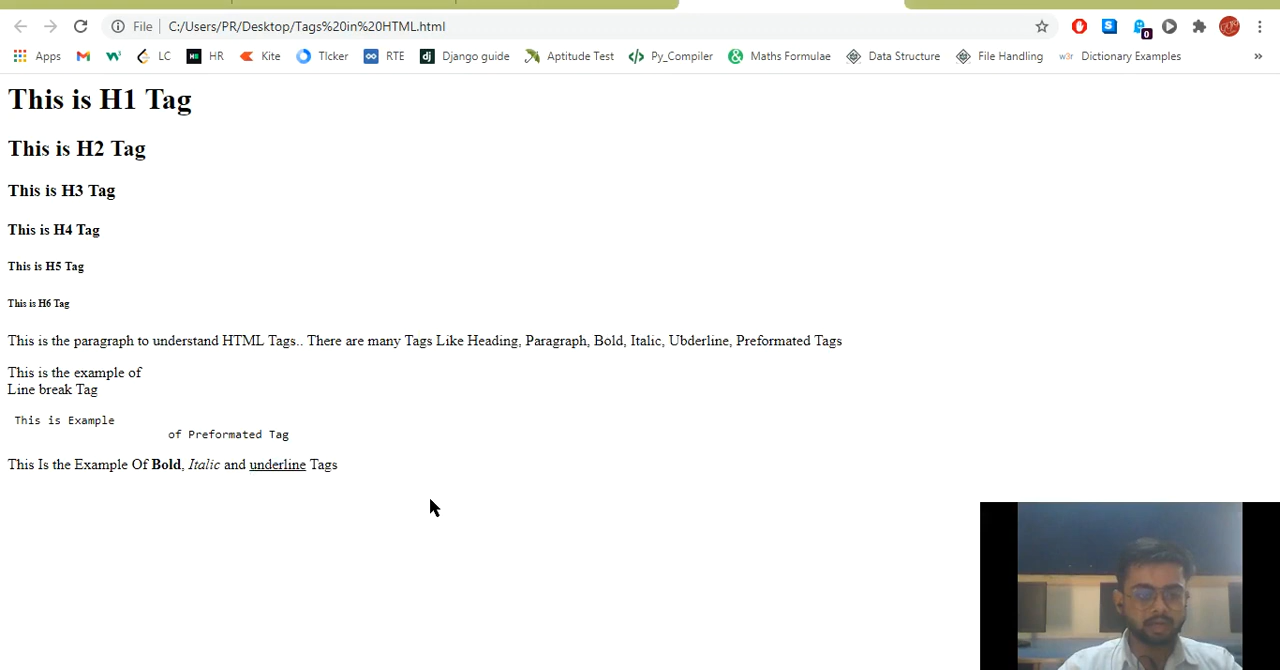 File C:/Users/PR/Desktop/Tags%20in%20HTML.html
S 0
Apps LC HR Kite TIcker RTE dj Django guide Aptitude Test Py_Compiler Maths Formulae Data Structure File Handling w3r Dictionary Examples »
This is H1 Tag
This is H2 Tag
This is H3 Tag
This is H4 Tag
This is H5 Tag
This is H6 Tag
This is the paragraph to understand HTML Tags.. There are many Tags Like Heading, Paragraph, Bold, Italic, Ubderline, Preformated Tags
This is the example of
Line break Tag
This is Example
of Preformated Tag
This Is the Example Of Bold, Italic and underline Tags